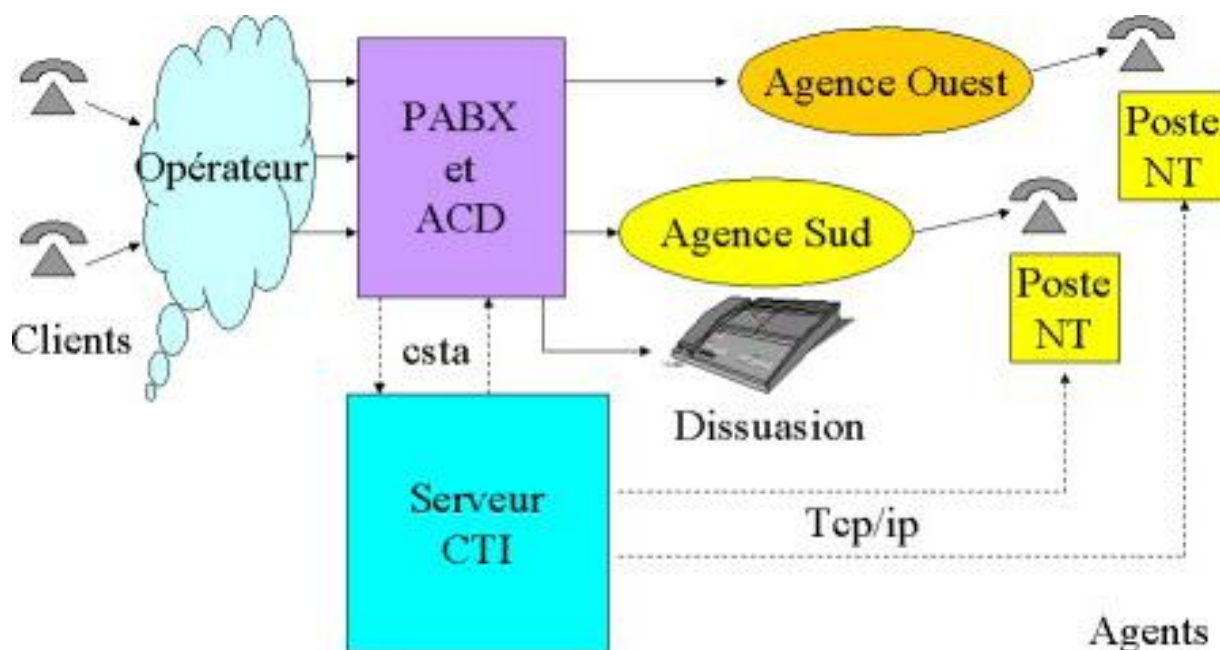 Agence Ouest
PABX
et
ACD
Poste
NT
Opérateur
Agence Sud
Poste
NT
Clients
csta
Dissuasion
Serveur
CTI
Tcp/ip
Agents